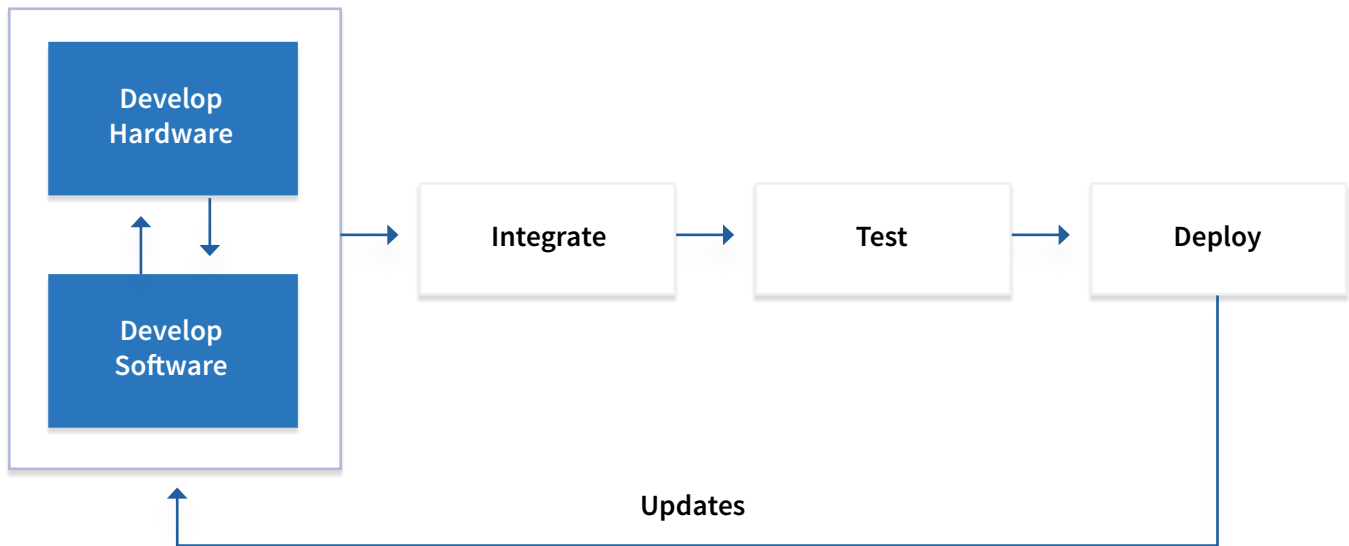 Develop
Hardware
Develop
Software
Integrate
Test
Deploy
Updates